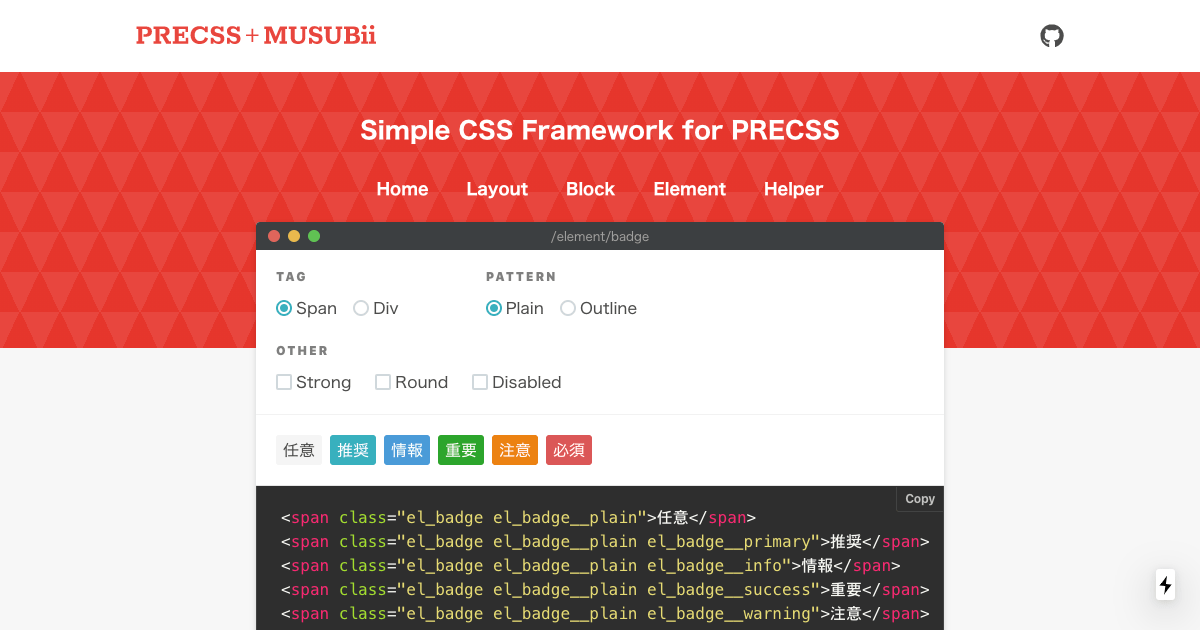 PRECSS+MUSUBii
Simple CSS Framework for PRECSS
Home Layout Block Element Helper
/element/badge
TAG PATTERN
Span Div Plain Outline
OTHER
Strong Round Disabled
任意 推奨 情報 重要 注意 必須
Copy
<span class="el_badge el_badge__plain">任意</span>
<span class="el_badge el_badge__plain el_badge__primary">推奨</span>
<span class="el_badge el_badge__plain el_badge__info">情報</span>
<span class="el_badge el_badge__plain el_badge__success">重要</span>
<span class="el_badge el_badge__plain el_badge__warning">注意</span>